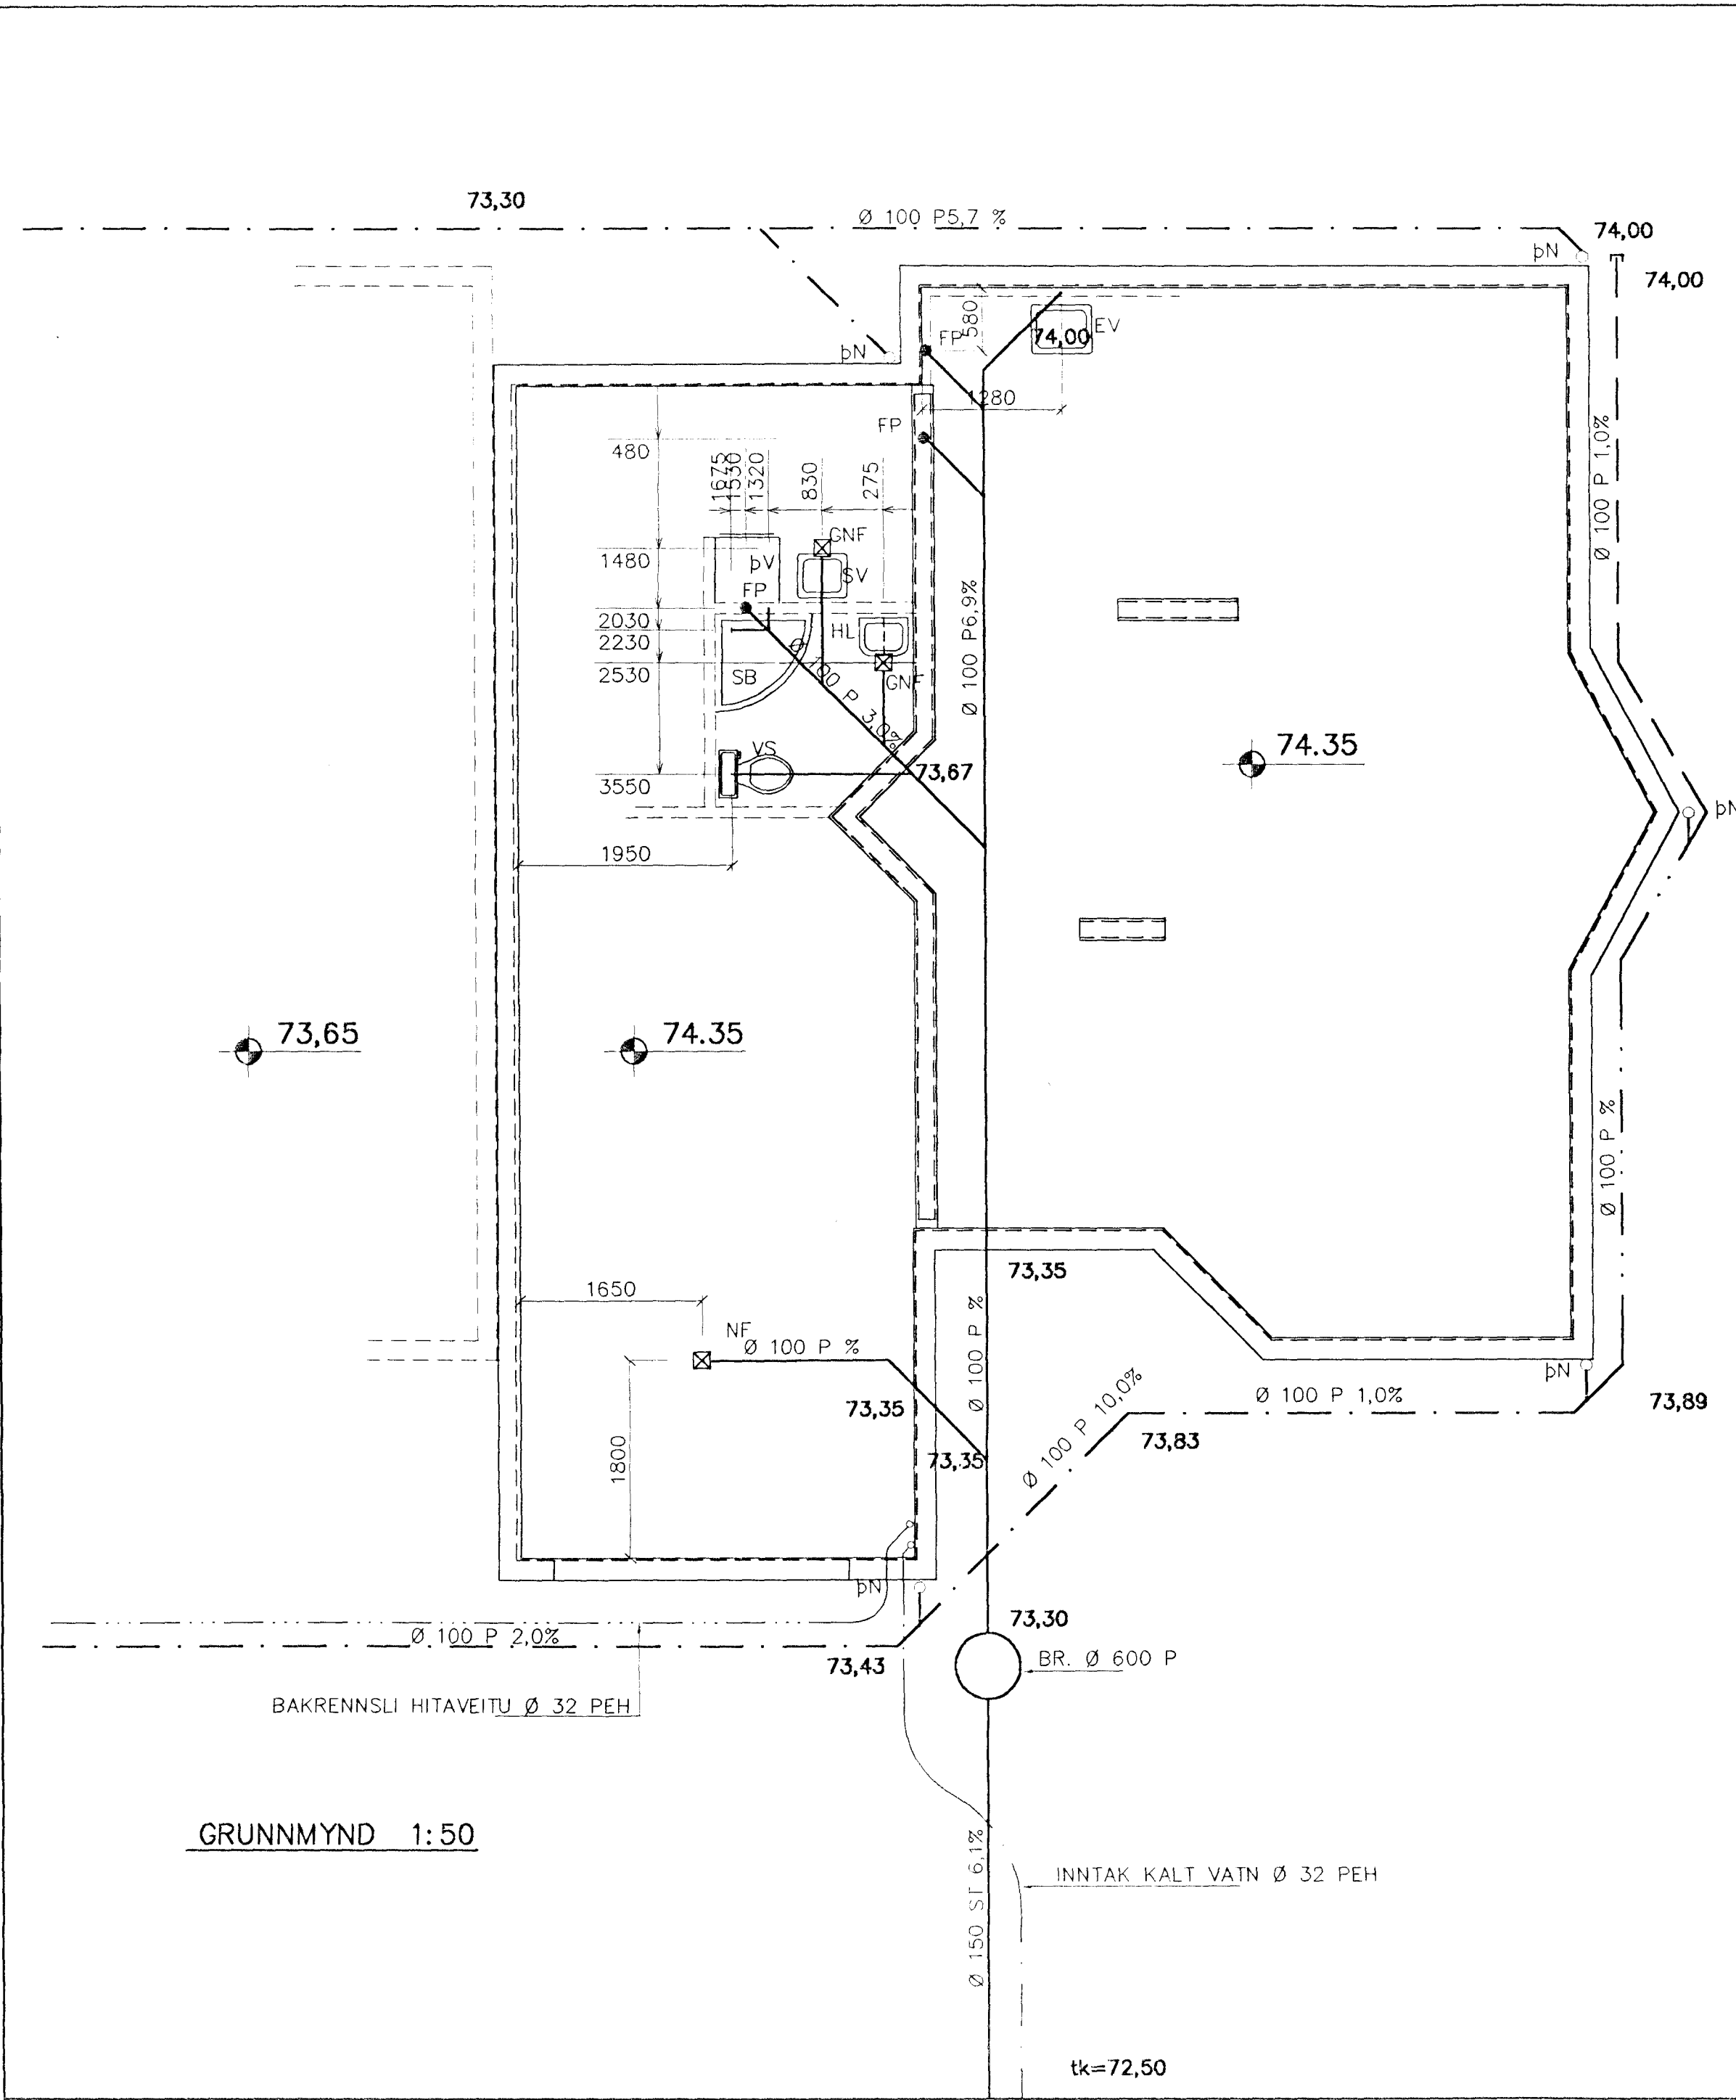 73,30
Ø 100 P5,7 %
74,00
þN
74,00
580
FP
74,00
EV
þN
1280
FP
480
1675
1530
1320
830
275
Ø 100 P 1,0%
GNF
1480
þV
SV
FP
2030
HL
2230
2530
SB
Ø 100 P 3,0%
GNF
Ø 100 P6,9%
VS
73,67
74.35
3550
þN
1950
73,65
74.35
Ø 100 P %
73,35
1650
NF
Ø 100 P %
Ø 100 P %
þN
Ø 100 P 10,0%
Ø 100 P 1,0%
73,89
73,35
73,83
1800
73,35
þN
73,30
Ø 100 P 2,0%
73,43
BR. Ø 600 P
BAKRENNSLI HITAVEITU Ø 32 PEH
GRUNNMYND 1:50
Ø 150 ST 6,1%
INNTAK KALT VATN Ø 32 PEH
tk=72,50